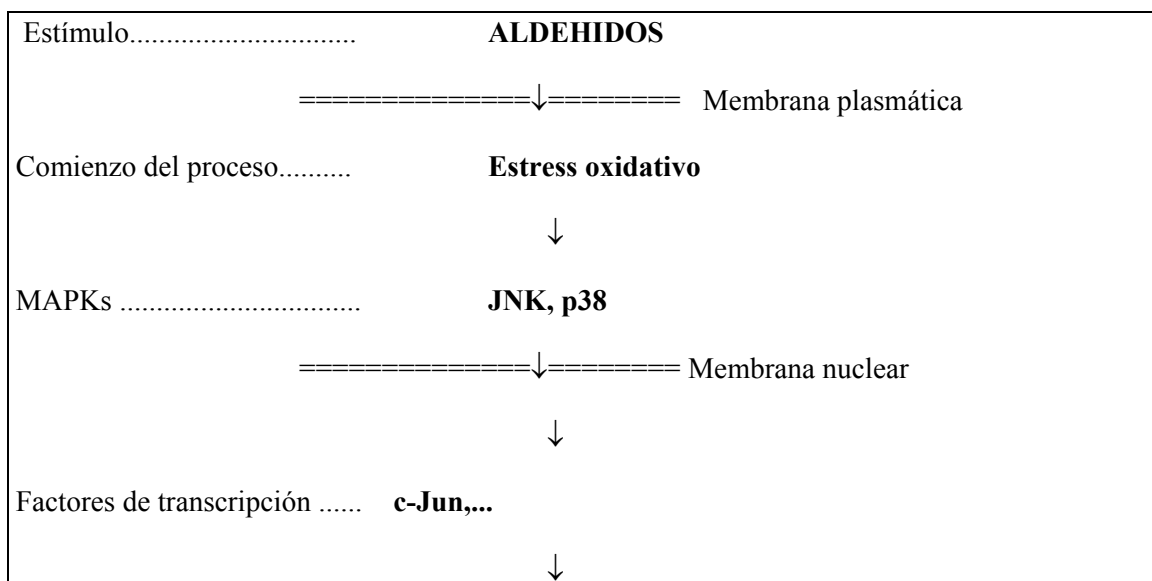 Estímulo............................... ALDEHIDOS
==============↓======== Membrana plasmática
Comienzo del proceso.......... Estress oxidativo
↓
MAPKs ................................. JNK, p38
==============↓======== Membrana nuclear
↓
Factores de transcripción ...... c-Jun,...
↓